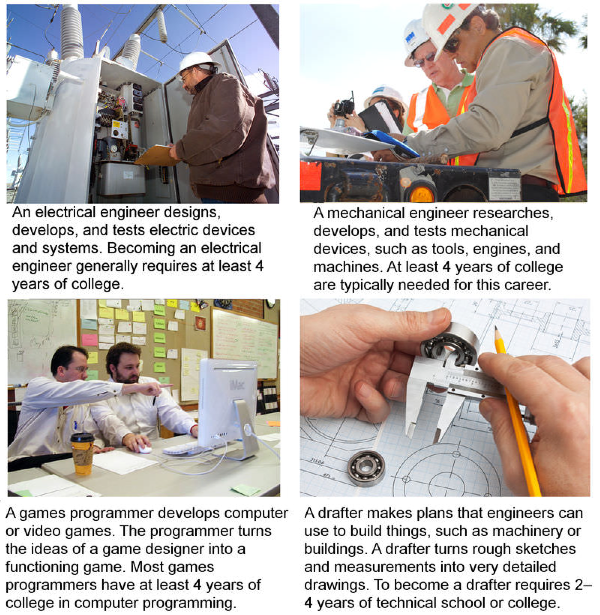 An electrical engineer designs,
develops, and tests electric devices
and systems. Becoming an electrical
engineer generally requires at least 4
years of college.
A mechanical engineer researches,
develops, and tests mechanical
devices, such as tools, engines, and
machines. At least 4 years of college
are typically needed for this career.
iMac
A games programmer develops computer
or video games. The programmer turns
the ideas of a game designer into a
functioning game. Most games
programmers have at least 4 years of
college in computer programming.
A drafter makes plans that engineers can
use to build things, such as machinery or
buildings. A drafter turns rough sketches
and measurements into very detailed
drawings. To become a drafter requires 2–
4 years of technical school or college.